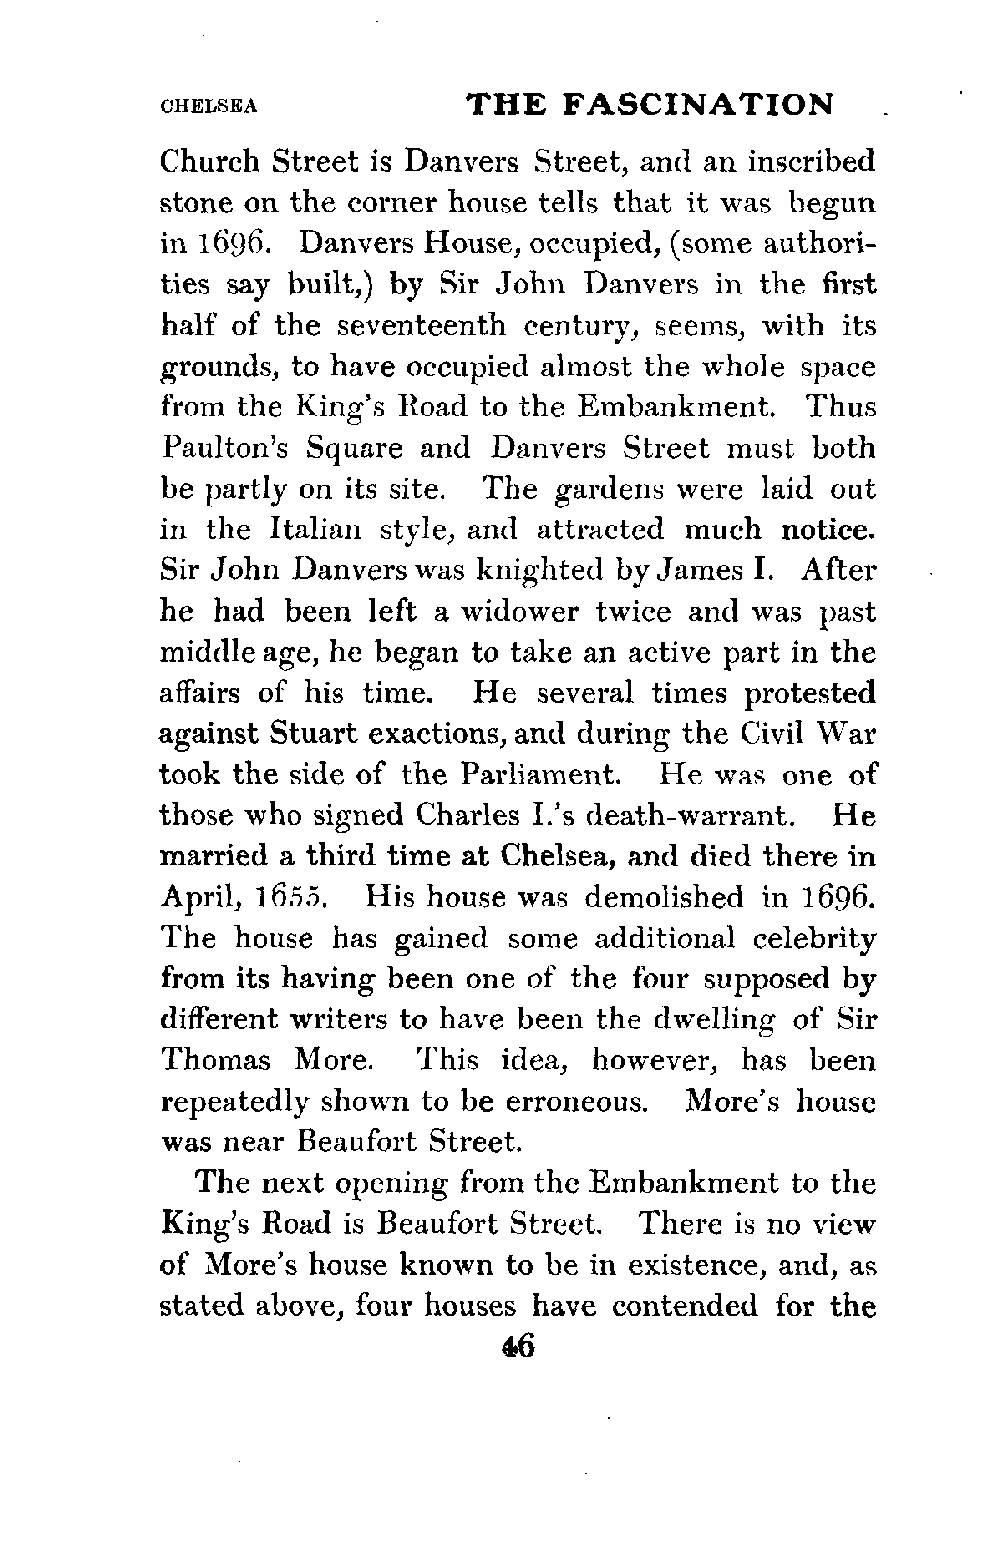 CHELSEA THE FASCINATION
Church Street is Danvers Street, and an inscribed
stone on the corner house tells that it was begun
in 1696. Danvers House, occupied, (some authori-
ties say built,) by Sir John Danvers in the first
half of the seventeenth century, seems, with its
grounds, to have occupied almost the whole space
from the King's Road to the Embankment. Thus
Paulton's Square and Danvers Street must both
be partly on its site. The gardens were laid out
in the Italian style, and attracted much notice.
Sir John Danvers was knighted by James I. After
he had been left a widower twice and was past
middle age, he began to take an active part in the
affairs of his time. He several times protested
against Stuart exactions, and during the Civil War
took the side of the Parliament. He was one of
those who signed Charles I.'s death-warrant. He
married a third time at Chelsea, and died there in
April, 1655. His house was demolished in 1696.
The house has gained some additional celebrity
from its having been one of the four supposed by
different writers to have been the dwelling of Sir
Thomas More. This idea, however, has been
repeatedly shown to be erroneous. More's house
was near Beaufort Street.
The next opening from the Embankment to the
King's Road is Beaufort Street. There is no view
of More's house known to be in existence, and, as
stated above, four houses have contended for the
46